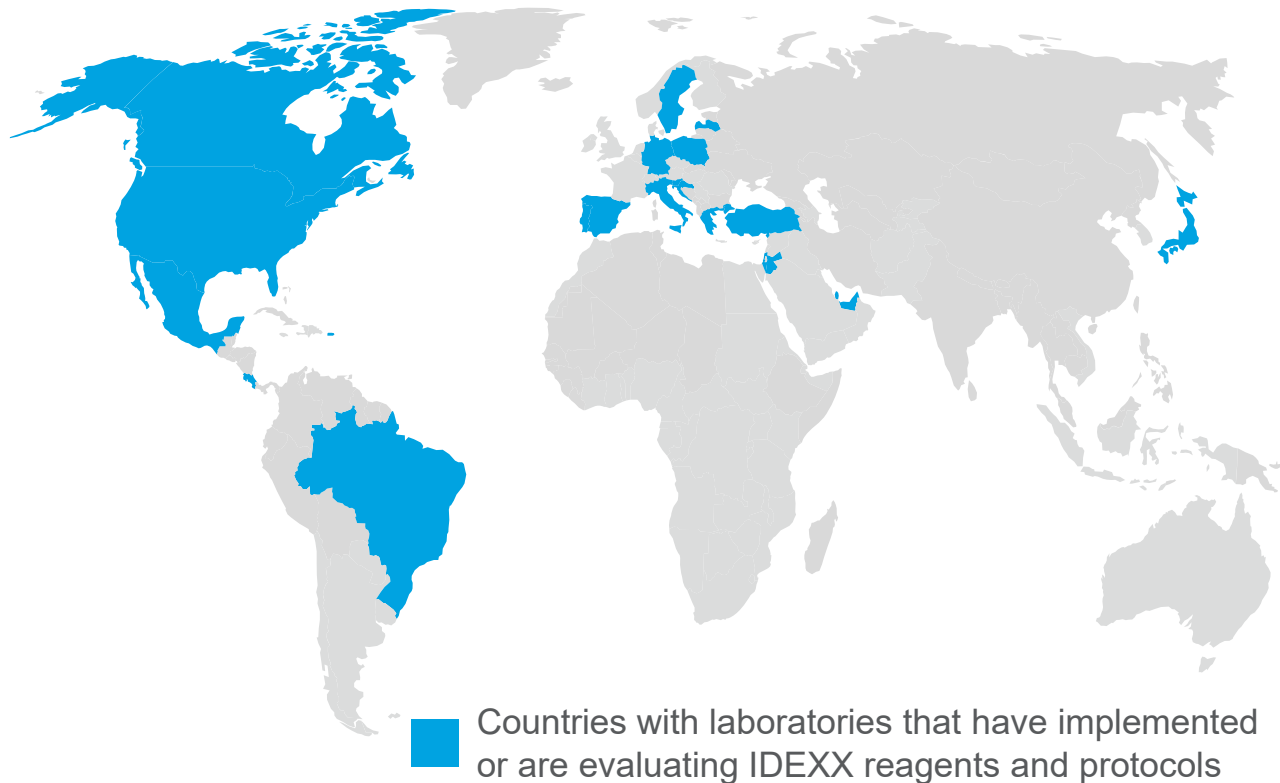 Countries with laboratories that have implemented
or are evaluating IDEXX reagents and protocols